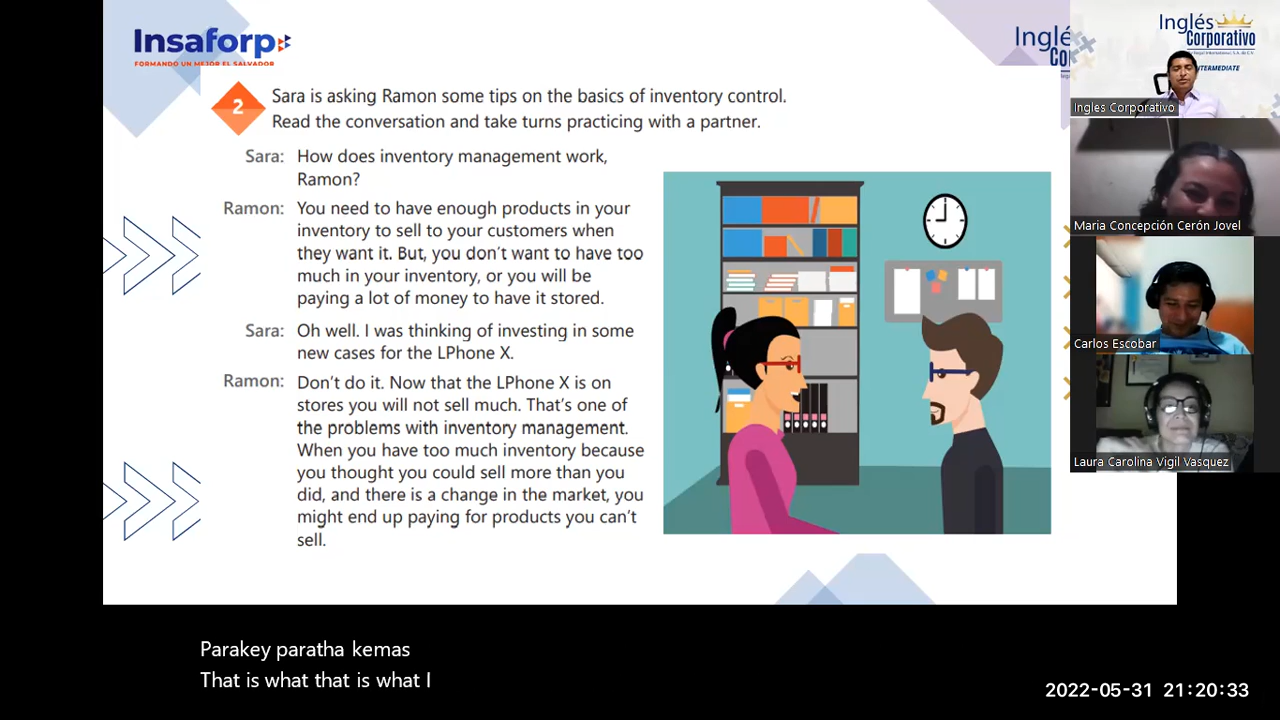 Insaforp
FORMANDO UN MEJOR EL SALVADOR
Inglés
Corporativo
INTERMEDIATE
Ingles Corporativo
2
Sara is asking Ramon some tips on the basics of inventory control.
Read the conversation and take turns practicing with a partner.
Sara: How does inventory management work,
Ramon?
Ramon: You need to have enough products in your
inventory to sell to your customers when
they want it. But, you don't want to have too
much in your inventory, or you will be
paying a lot of money to have it stored.
Sara: Oh well. I was thinking of investing in some
new cases for the LPhone X.
Ramon: Don't do it. Now that the LPhone X is on
stores you will not sell much. That's one of
the problems with inventory management.
When you have too much inventory because
you thought you could sell more than you
did, and there is a change in the market, you
might end up paying for products you can't
sell.
Maria Concepción Cerón Jovel
Carlos Escobar
Laura Carolina Vigil Vasquez
Parakey paratha kemas
That is what that is what I
2022-05-31 21:20:33